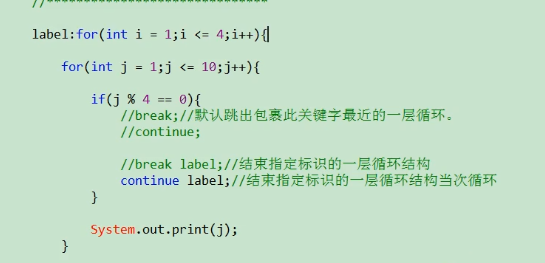 //*****************************
label:for(int i = 1;i <= 4;i++){
for(int j = 1;j <= 10;j++){
if(j % 4 == 0){
//break;//默认跳出包裹此关键字最近的一层循环。
//continue;
//break label;//结束指定标识的一层循环结构
continue label;//结束指定标识的一层循环结构当次循环
}
System.out.print(j);
}